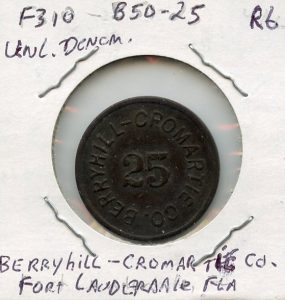 F310 B50-25 R6
UNL. DENOM.
BERRYHILL-CROMARTIE CO.
25
BERRYhill-CROMARTIE CO.
FORT LAUDERDALE FLA